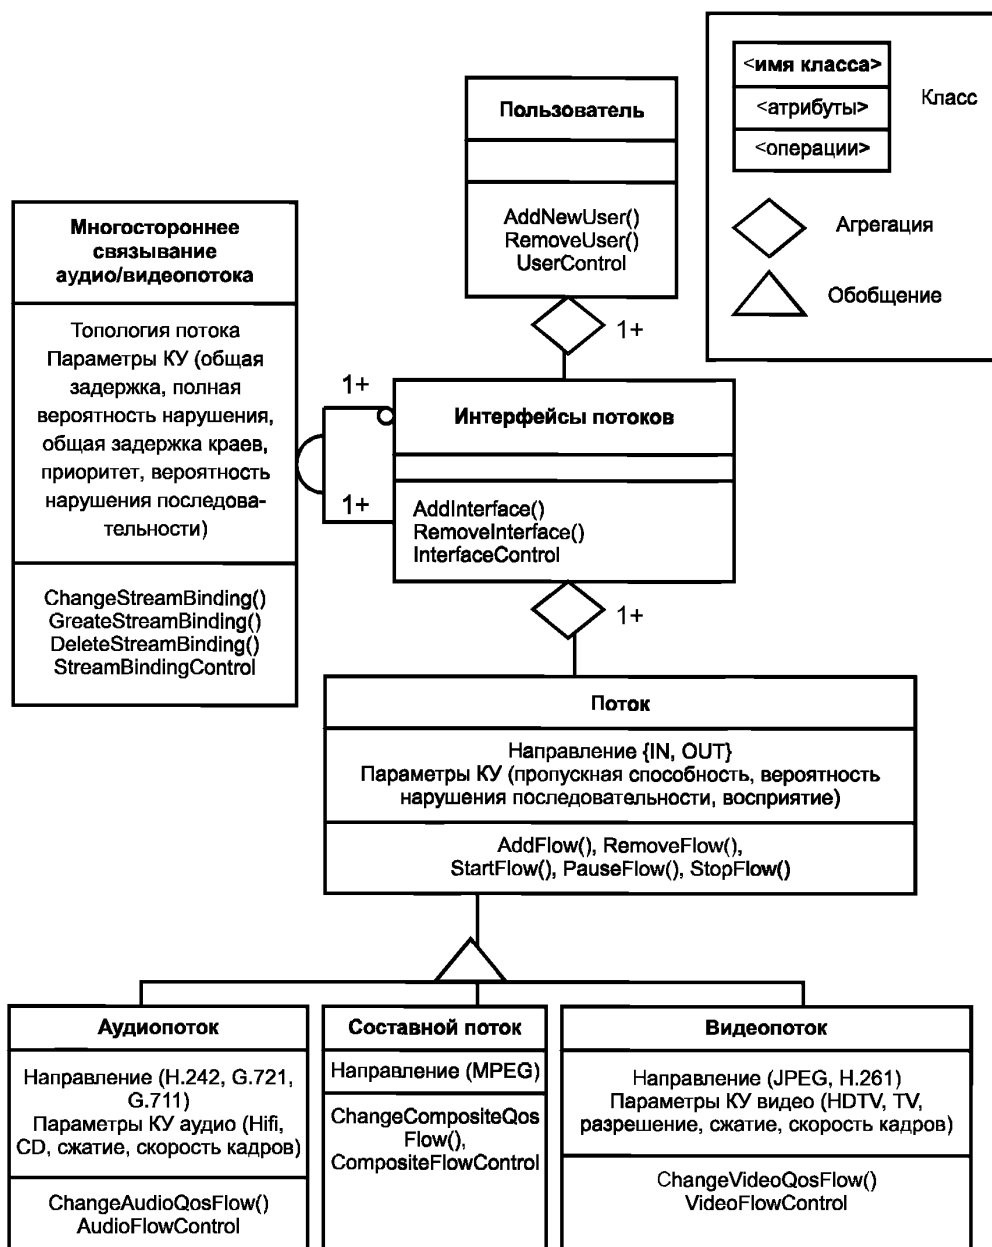 <имя класса>
Класс
<атрибуты>
<операции>
Агрегация
Обобщение
Пользователь
AddNewUser()
RemoveUser()
UserControl
1+
Многостороннее
связывание
аудио/видеопотока
Топология потока
Параметры КУ (общая
задержка, полная
вероятность нарушения,
общая задержка краев,
приоритет, вероятность
нарушения последова-
тельности)
ChangeStreamBinding()
GreateStreamBinding()
DeleteStreamBinding()
StreamBindingControl
1+
1+
Интерфейсы потоков
AddInterface()
RemoveInterface()
InterfaceControl
1+
Поток
Направление {IN, OUT}
Параметры КУ (пропускная способность, вероятность
нарушения последовательности, восприятие)
AddFlow(), RemoveFlow(),
StartFlow(), PauseFlow(), StopFlow()
Аудиопоток
Направление (H.242, G.721,
G.711)
Параметры КУ аудио (Hifi,
CD, сжатие, скорость кадров)
ChangeAudioQosFlow()
AudioFlowControl
Составной поток
Направление (MPEG)
ChangeCompositeQos
Flow(),
CompositeFlowControl
Видеопоток
Направление (JPEG, H.261)
Параметры КУ видео (HDTV, TV,
разрешение, сжатие, скорость кадров)
ChangeVideoQosFlow()
VideoFlowControl